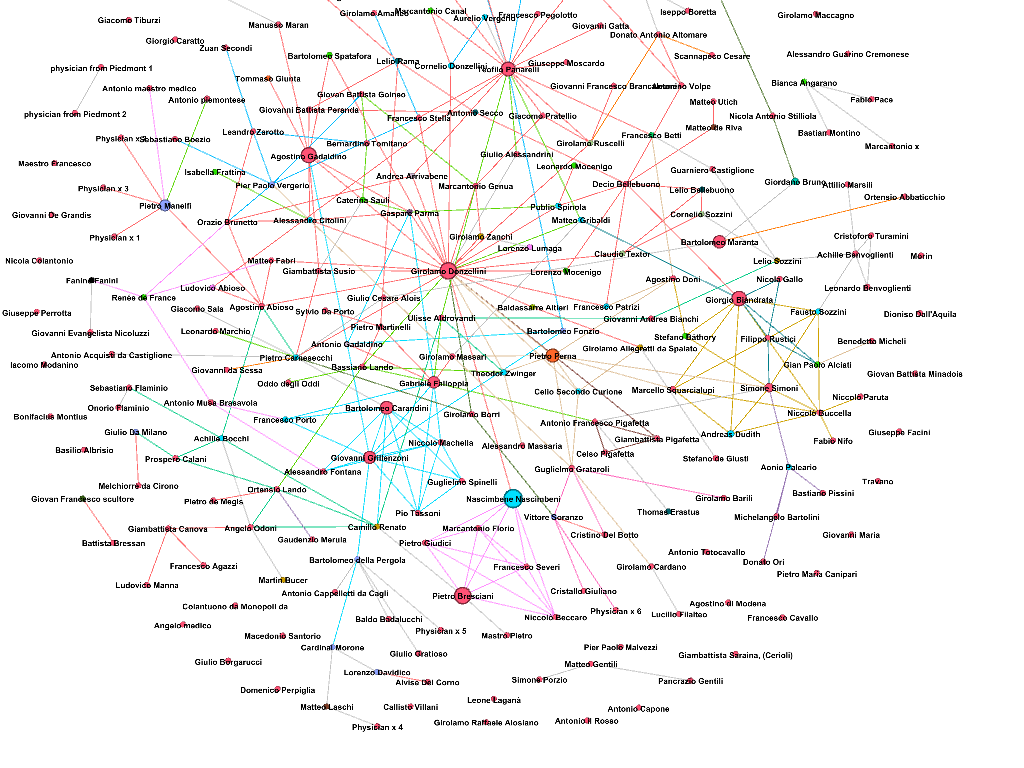 Girolamo Amalteo
Marcantonio Canal
Aurelio Vergerio
Francesco Pegolotto
Iseppo Boretta
Girolamo Maccagno
Giacomo Tiburzi
Manusso Maran
Giovanni Gatta
Donato Antonio Altomare
Giorgio Caratto
Zuan Secondi
Bartolomeo Spatafora
Lelio Rama
Cornelio Donzellini
Teofilo Panarelli
Giuseppe Moscardo
Scannapeco Cesare
Alessandro Guarino Cremonese
physician from Piedmont 1
Tommaso Giunta
Antonio maestro medico
Giovan Battista Goineo
Giovanni Francesco Brancaleone
Antonino Volpe
Bianca Angarano
Fabio Pace
Antonio piemontese
Giovanni Battista Peranda
Antonio Secco
Giacomo Pratellio
Matteo Utich
physician from Piedmont 2
Francesco Stella
Nicola Antonio Stilliola
Leandro Zarotto
Matteo de Riva
Bastian Montino
Physician x 2
Sebastiano Boezio
Bernardino Tomitano
Girolamo Ruscelli
Francesco Betti
Marcantonio x
Agostino Gadaldino
Giulio Alessandrini
Maestro Francesco
Isabella Frattina
Leonardo Mocenigo
Guarniero Castiglione
Andrea Arrivabene
Physician x 3
Pier Paolo Vergerio
Marcantonio Genua
Decio Bellebuono
Lelio Bellebuono
Giordano Bruno
Attilio Marsili
Caterina Sauli
Ortensio Abbaticchio
Pietro Manelfi
Publio Spinola
Giovanni De Grandis
Gaspare Parma
Cornelio Sozzini
Orazio Brunetto
Alessandro Citolini
Matteo Gribaldi
Physician x 1
Girolamo Zanchi
Cristoforo Turamini
Lorenzo Lumaga
Bartolomeo Maranta
Claudio Textor
Achille Benvoglienti
Morin
Nicola Colantonio
Matteo Fabri
Lelio Sozzini
Giambattista Susio
Girolamo Donzellini
Lorenzo Mocenigo
Fanino Fanini
Agostino Doni
Nicola Gallo
Ludovico Abioso
Leonardo Benvoglienti
Renée de France
Giulio Cesare Alois
Giorgio Biandrata
Giuseppe Perrotta
Giacomo Sala
Agostino Abioso
Sylvio Da Porto
Baldassarre Altieri
Francesco Patrizi
Fausto Sozzini
Dioniso Dall'Aquila
Ulisse Aldrovandi
Giovanni Andrea Bianchi
Giovanni Evangelista Nicoluzzi
Leonardo Marchio
Pietro Martinelli
Bartolomeo Fonzio
Stefano Báthory
Filippo Rustici
Benedetto Micheli
Antonio Gadaldino
Girolamo Allegretti da Spalato
Antonio Acquisto da Castiglione
Pietro Carnesecchi
Girolamo Massari
Pietro Perna
Iacomo Modanino
Bassiano Lando
Gian Paolo Alciati
Giovanni da Sessa
Theodor Zwinger
Giovan Battista Minadois
Oddo degli Oddi
Gabriele Falloppia
Sebastiano Flaminio
Celio Secondo Curione
Marcello Squarcialupi
Simone Simoni
Antonio Musa Brasavola
Niccolò Paruta
Onorio Flaminio
Bartolomeo Carandini
Girolamo Borri
Bonifacius Montius
Francesco Porto
Niccolò Buccella
Antonio Francesco Pigafetta
Giulio Da Milano
Andreas Dudith
Giuseppe Facini
Achille Bocchi
Niccolò Machella
Giambattista Pigafetta
Fabio Nifo
Basilio Albrisio
Alessandro Massaria
Celso Pigafetta
Prospero Calani
Giovanni Grillenzoni
Stefano de Giusti
Alessandro Fontana
Guglielmo Grataroli
Aonio Paleario
Guglielmo Spinelli
Travano
Melchiorre da Cirono
Ortensio Lando
Bastiano Pissini
Giovan Francesco scultore
Pietro de Megis
Nascimbene Nascimbeni
Girolamo Barili
Pio Tassoni
Vittore Soranzo
Thomas Erastus
Michelangelo Bartolini
Giambattista Canova
Angelo Odoni
Camillo Renato
Marcantonio Florio
Cristino Del Botto
Giovanni Maria
Battista Bressan
Gaudenzio Merula
Pietro Giudici
Antonio Totocavallo
Bartolomeo della Pergola
Donato Ori
Francesco Agazzi
Francesco Severi
Girolamo Cardano
Pietro Maria Canipari
Ludovico Manna
Martin Bucer
Antonio Cappelletti da Cagli
Cristallo Giuliano
Pietro Bresciani
Colantuono de Monopoli da
Agostino di Modena
Physician x 6
Lucillo Filalteo
Niccolò Beccaro
Francesco Cavallo
Angelo medico
Baldo Badalucchi
Macedonio Santorio
Physician x 5
Mastro Pietro
Cardinal Morone
Giulio Gratioso
Pier Paolo Malvezzi
Giambattista Saraina, (Cerioli)
Giulio Borgarucci
Matteo Gentili
Lorenzo Davidico
Simone Porzio
Pancrazio Gentili
Alvise Del Corno
Domenico Perpiglia
Leone Laganà
Matteo Laschi
Callisto Villani
Antonio Capone
Girolamo Raffaele Alosiano
Antonio Il Rosso
Physician x 4